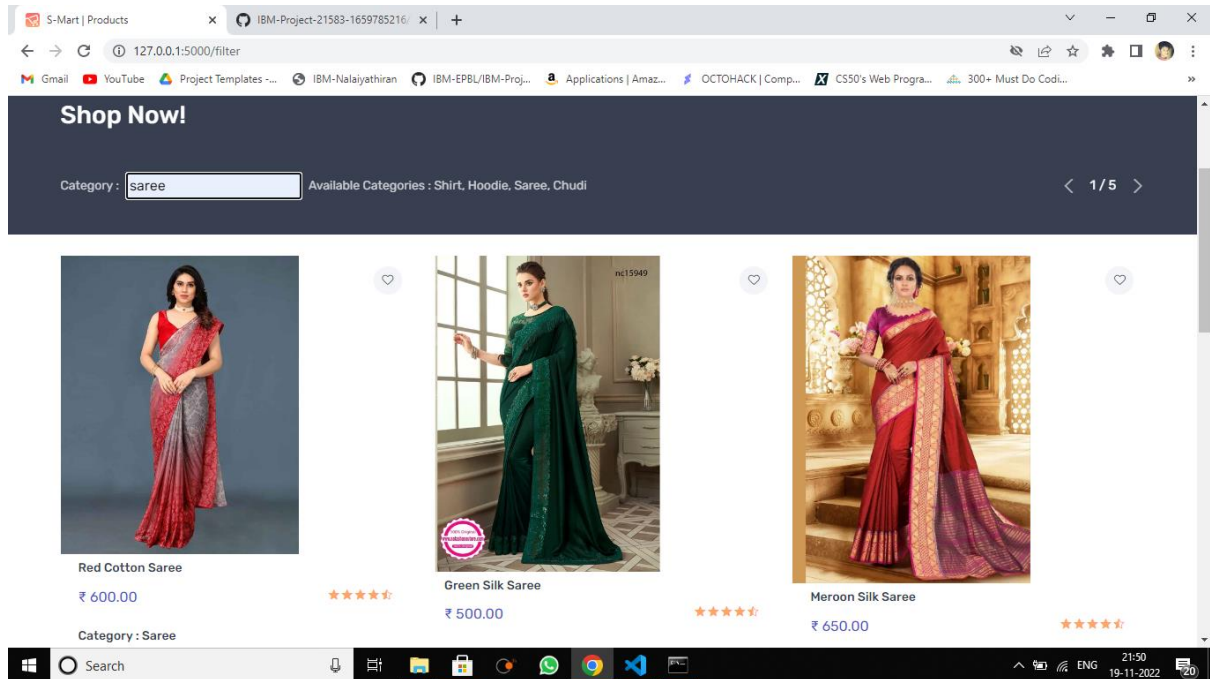 S-Mart | Products
IBM-Project-21583-1659785216/
127.0.0.1:5000/filter
Gmail
YouTube
Project Templates -...
IBM-Nalaiyathiran
IBM-EPBL/IBM-Proj...
Applications | Amaz...
OCTOHACK | Comp...
CS50's Web Progra...
300+ Must Do Codi...
»
Shop Now!
Category : saree
Available Categories : Shirt, Hoodie, Saree, Chudi
1 / 5
nc15949
Red Cotton Saree
₹ 600.00
Category : Saree
Green Silk Saree
₹ 500.00
Meroon Silk Saree
₹ 650.00
Search
ENG
21:50
19-11-2022
20